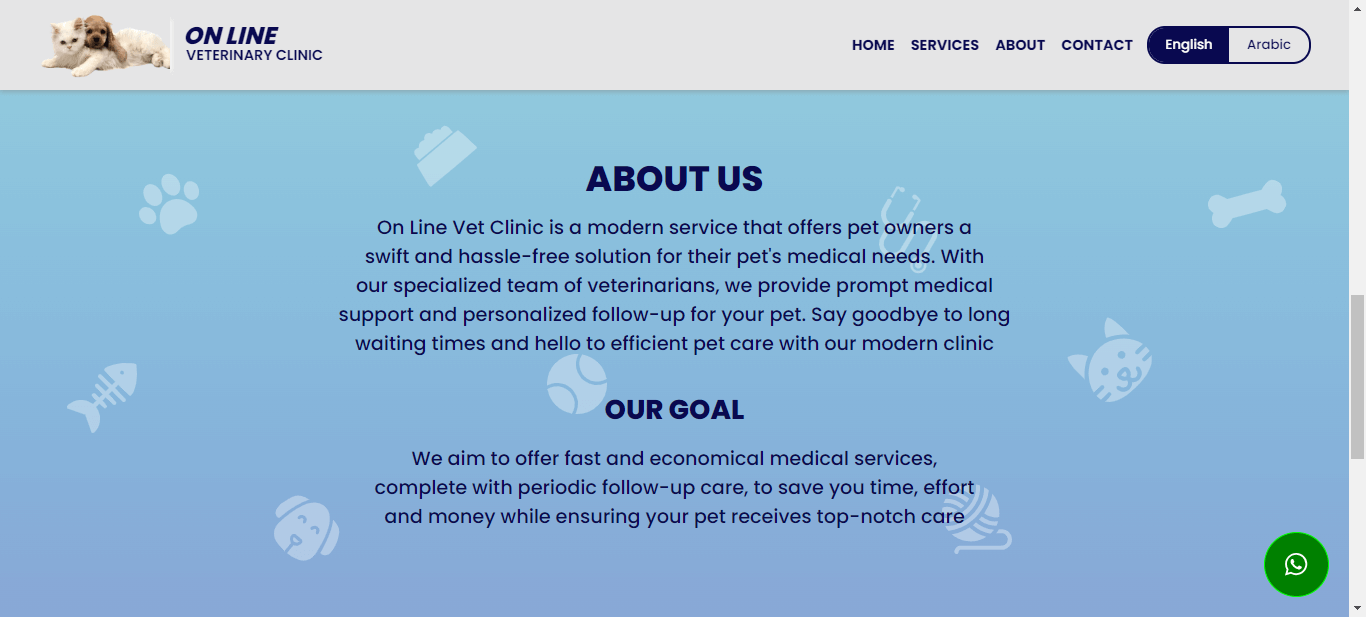 ON LINE
VETERINARY CLINIC
HOME SERVICES ABOUT CONTACT English Arabic
ABOUT US
On Line Vet Clinic is a modern service that offers pet owners a
swift and hassle-free solution for their pet's medical needs. With
our specialized team of veterinarians, we provide prompt medical
support and personalized follow-up for your pet. Say goodbye to long
waiting times and hello to efficient pet care with our modern clinic
OUR GOAL
We aim to offer fast and economical medical services,
complete with periodic follow-up care, to save you time, effort
and money while ensuring your pet receives top-notch care